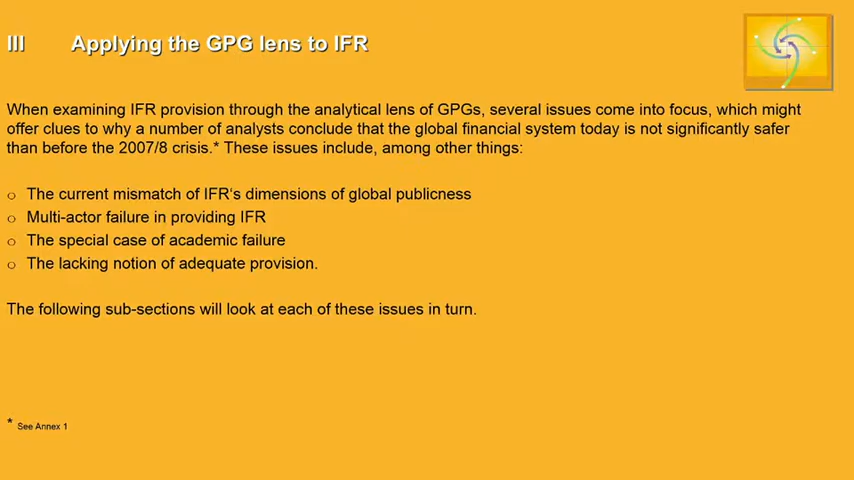 III Applying the GPG lens to IFR
When examining IFR provision through the analytical lens of GPGs, several issues come into focus, which might
offer clues to why a number of analysts conclude that the global financial system today is not significantly safer
than before the 2007/8 crisis.* These issues include, among other things:
o The current mismatch of IFR‘s dimensions of global publicness
o Multi-actor failure in providing IFR
o The special case of academic failure
o The lacking notion of adequate provision.
The following sub-sections will look at each of these issues in turn.
* See Annex 1